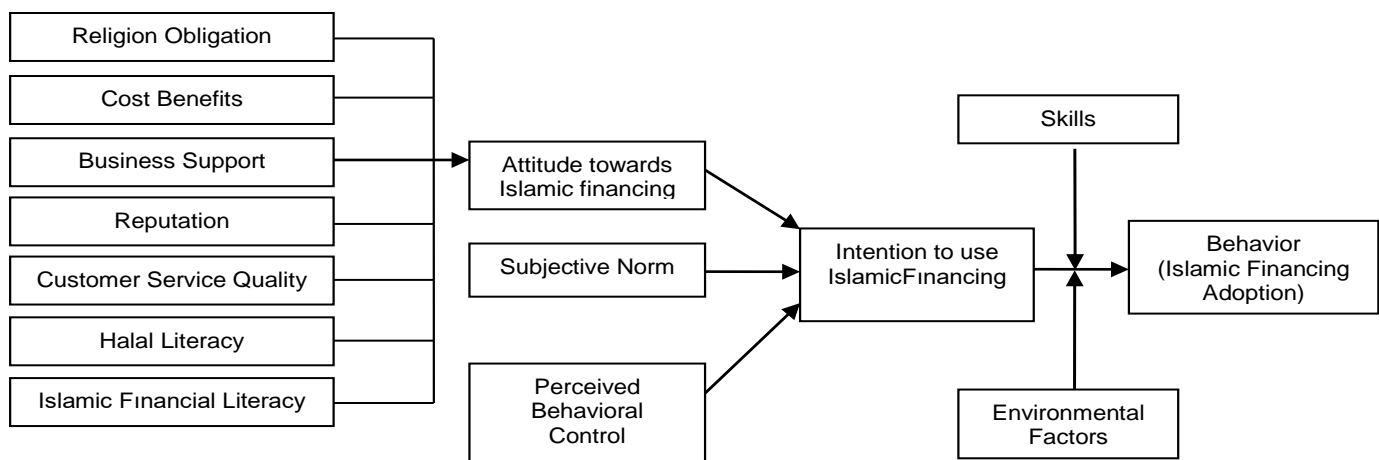 Religion Obligation
Cost Benefits
Business Support
Reputation
Customer Service Quality
Halal Literacy
Islamic Fınancial Literacy
Attitude towards
Islamic financing
Subjective Norm
Perceived
Behavioral
Control
Intention to use
IslamicFınancing
Skills
Environmental
Factors
Behavior
(Islamic Financing
Adoption)